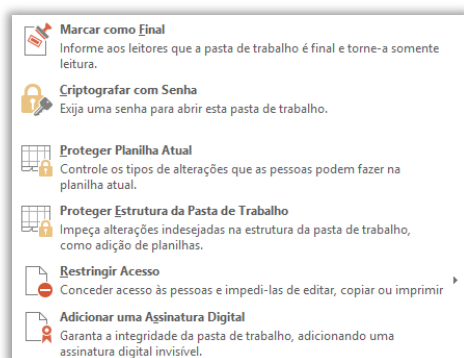 Marcar como Final
Informe aos leitores que a pasta de trabalho é final e torne-a somente
leitura.
Criptografar com Senha
Exija uma senha para abrir esta pasta de trabalho.
Proteger Planilha Atual
Controle os tipos de alterações que as pessoas podem fazer na
planilha atual.
Proteger Estrutura da Pasta de Trabalho
Impeça alterações indesejadas na estrutura da pasta de trabalho,
como adição de planilhas.
Restringir Acesso
Conceder acesso às pessoas e impedi-las de editar, copiar ou imprimir
Adicionar uma Assinatura Digital
Garanta a integridade da pasta de trabalho, adicionando uma
assinatura digital invisível.